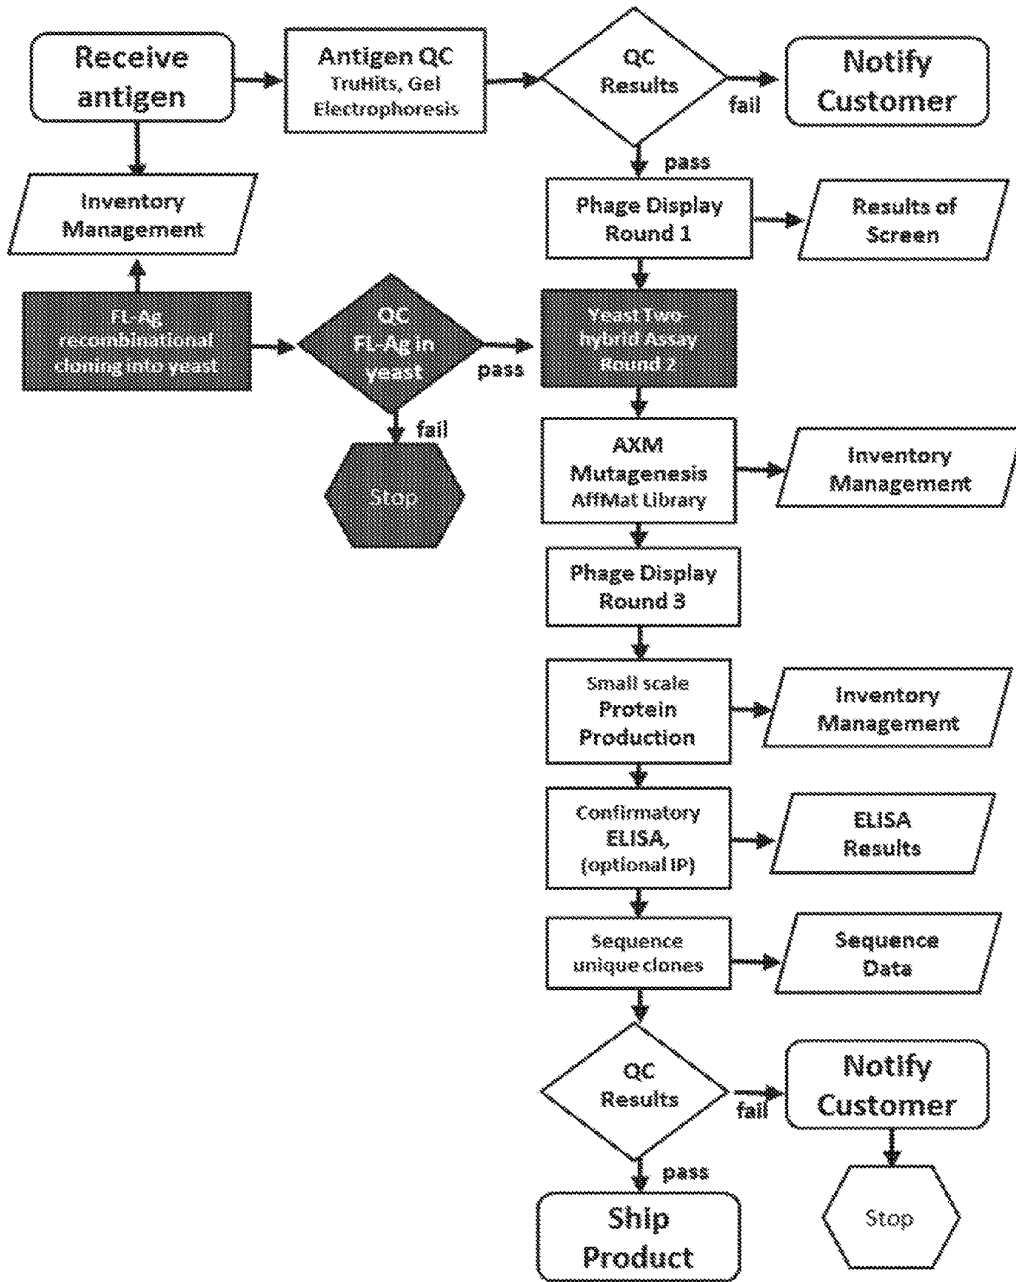 Receive
antigen
Antigen QC
TruHits, Gel
Electrophoresis
QC
Results
fail
Notify
Customer
pass
Inventory
Management
Phage Display
Round 1
Results of
Screen
FL-Ag
recombinational
cloning into yeast
QC
FL-Ag in
yeast
pass
Yeast Two-
hybrid Assay
Round 2
fail
Stop
AXM
Mutagenesis
AffMat Library
Inventory
Management
Phage Display
Round 3
Small scale
Protein
Production
Inventory
Management
Confirmatory
ELISA,
(optional IP)
ELISA
Results
Sequence
unique clones
Sequence
Data
QC
Results
fail
Notify
Customer
pass
Ship
Product
Stop